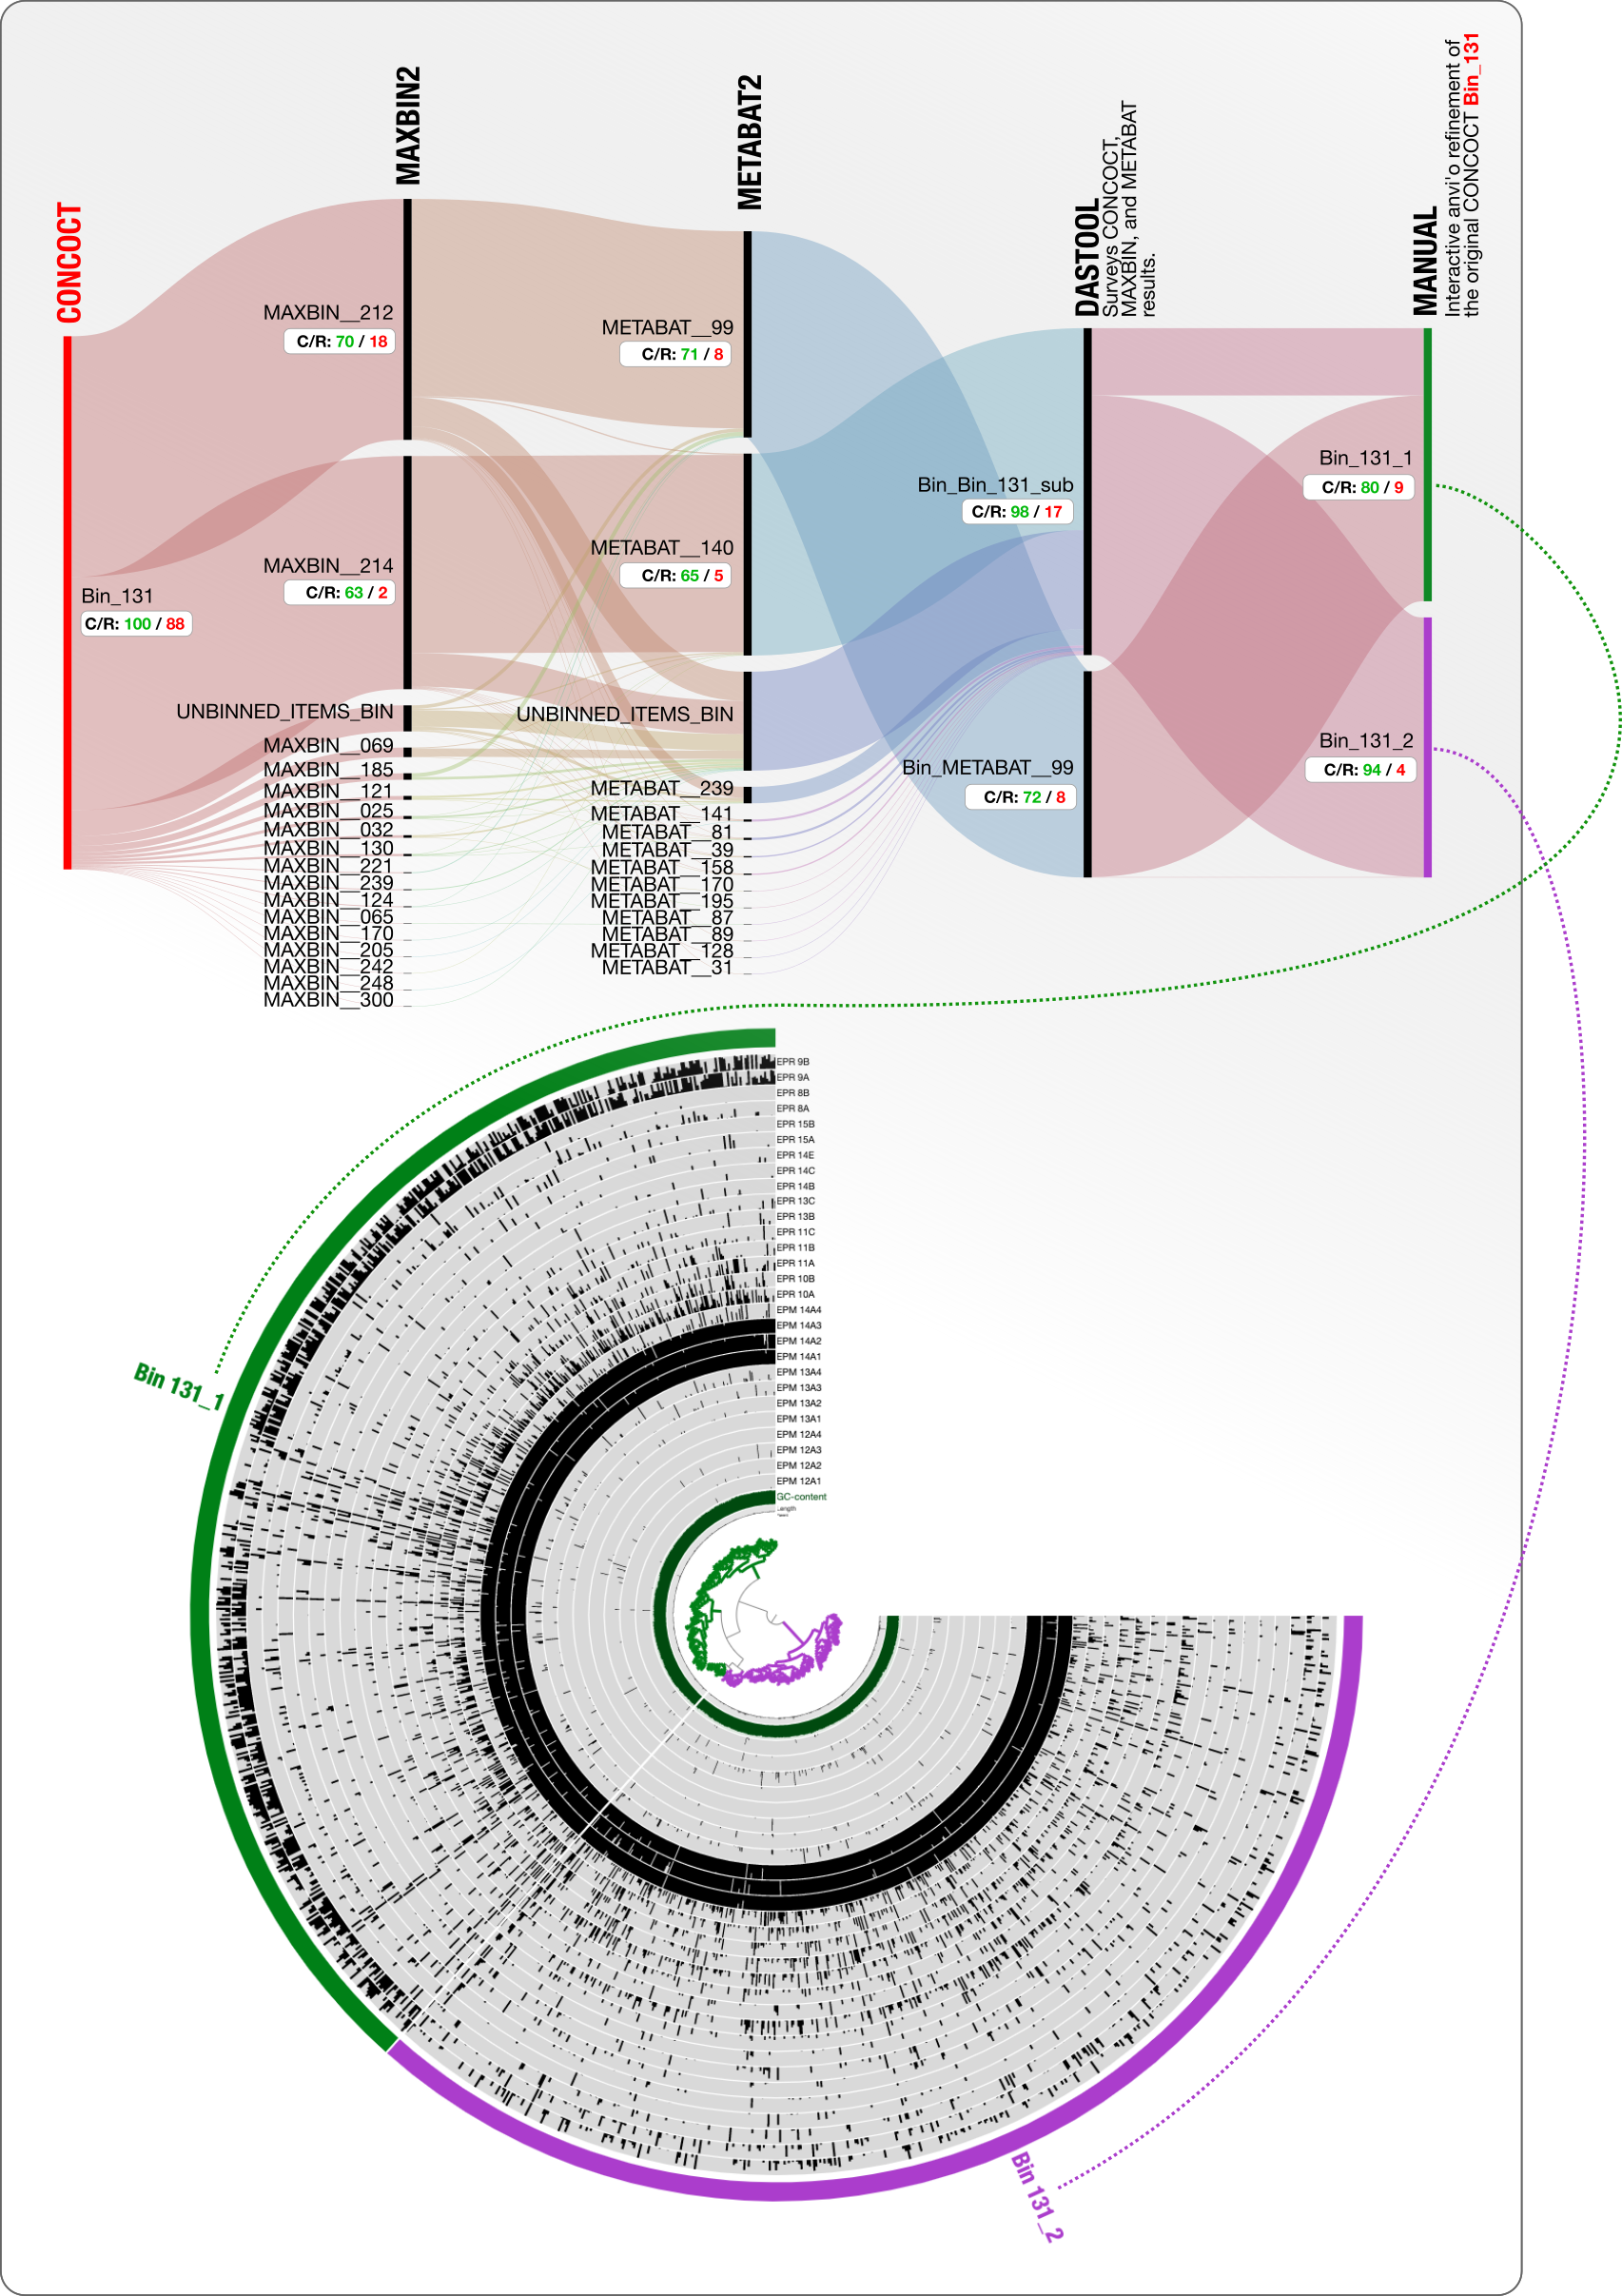 CONCOCT
Bin_131
C/R: 100 / 88
MAXBIN2
MAXBIN__212
C/R: 70 / 18
MAXBIN__214
C/R: 63 / 2
UNBINNED_ITEMS_BIN
MAXBIN__069
MAXBIN__185
MAXBIN__121
MAXBIN__025
MAXBIN__032
MAXBIN__130
MAXBIN__221
MAXBIN__239
MAXBIN__124
MAXBIN__065
MAXBIN__170
MAXBIN__205
MAXBIN__242
MAXBIN__248
MAXBIN__300
METABAT2
METABAT__99
C/R: 71 / 8
METABAT__140
C/R: 65 / 5
UNBINNED_ITEMS_BIN
METABAT__239
METABAT__141
METABAT__81
METABAT__39
METABAT__158
METABAT__170
METABAT__195
METABAT__87
METABAT__89
METABAT__128
METABAT__31
DASTOOL
Surveys CONCOCT,
MAXBIN, and METABAT
results.
Bin_Bin_131_sub
C/R: 98 / 17
Bin_METABAT__99
C/R: 72 / 8
MANUAL
Interactive anvi'o refinement of
the original CONCOCT Bin_131
Bin_131_1
C/R: 80 / 9
Bin_131_2
C/R: 94 / 4
EPR 9B
EPR 9A
EPR 8B
EPR 8A
EPR 15B
EPR 15A
EPR 14E
EPR 14C
EPR 14B
EPR 13C
EPR 13B
EPR 11C
EPR 11B
EPR 11A
EPR 10B
EPR 10A
EPM 14A4
EPM 14A3
EPM 14A2
EPM 14A1
EPM 13A4
EPM 13A3
EPM 13A2
EPM 13A1
EPM 12A4
EPM 12A3
EPM 12A2
EPM 12A1
GC-content
Length
Bin 131_1
Bin 131_2